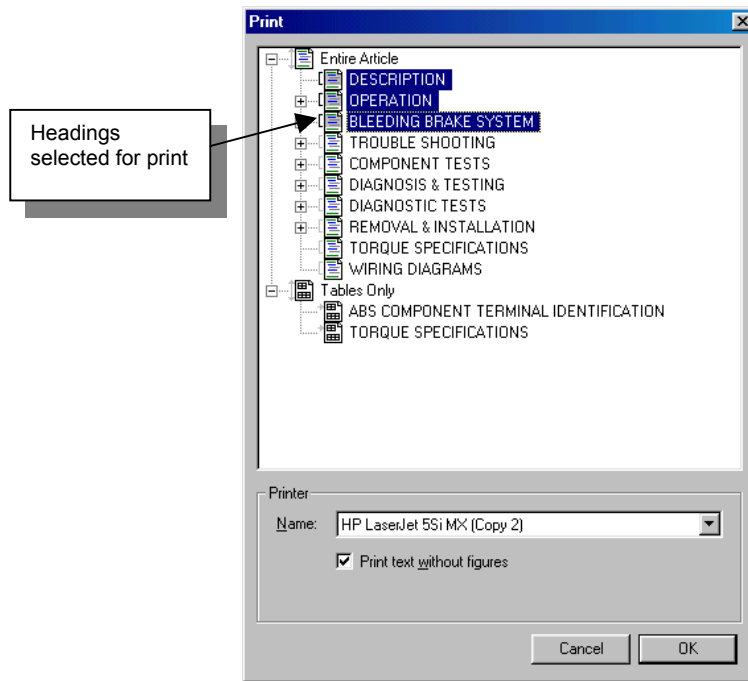 Print
Entire Article
DESCRIPTION
OPERATION
BLEEDING BRAKE SYSTEM
TROUBLE SHOOTING
COMPONENT TESTS
DIAGNOSIS & TESTING
DIAGNOSTIC TESTS
REMOVAL & INSTALLATION
TORQUE SPECIFICATIONS
WIRING DIAGRAMS
Tables Only
ABS COMPONENT TERMINAL IDENTIFICATION
TORQUE SPECIFICATIONS
Headings
selected for print
Printer
Name: HP LaserJet 5Si MX (Copy 2)
Print text without figures
Cancel OK